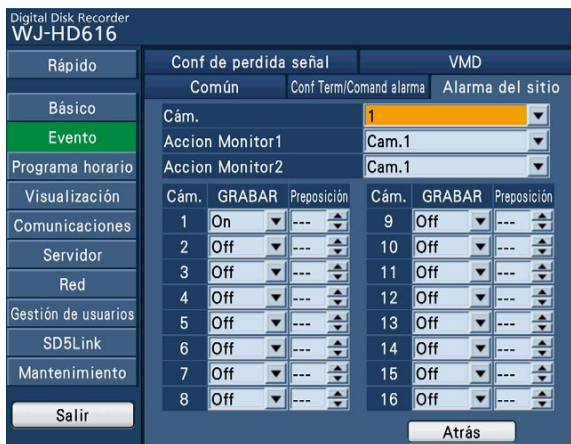 Digital Disk Recorder
WJ-HD616
Rápido
Básico
Evento
Programa horario
Visualización
Comunicaciones
Servidor
Red
Gestión de usuarios
SD5Link
Mantenimiento
Salir
Conf de perdida señal VMD
Común Conf Term/Comand alarma Alarma del sitio
Cám. 1
Accion Monitor1 Cam.1
Accion Monitor2 Cam.1
Cám. GRABAR Preposición Cám. GRABAR Preposición
1 On --- 9 Off ---
2 Off --- 10 Off ---
3 Off --- 11 Off ---
4 Off --- 12 Off ---
5 Off --- 13 Off ---
6 Off --- 14 Off ---
7 Off --- 15 Off ---
8 Off --- 16 Off ---
Atrás